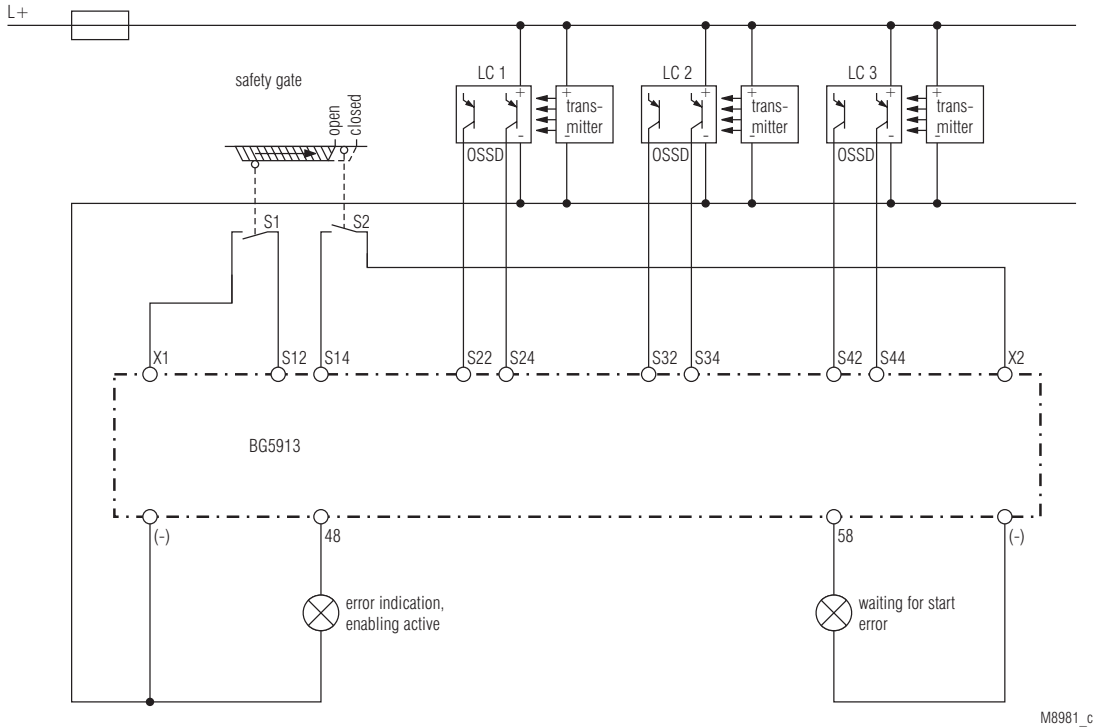 L+
safety gate
open
closed
LC 1
+
+
trans-
mitter
-
-
OSSD
LC 2
+
+
trans-
mitter
-
-
OSSD
LC 3
+
+
trans-
mitter
-
-
OSSD
S1
S2
X1
S12
S14
S22
S24
S32
S34
S42
S44
X2
BG5913
(-)
48
58
(-)
error indication,
enabling active
waiting for start
error
M8981_c